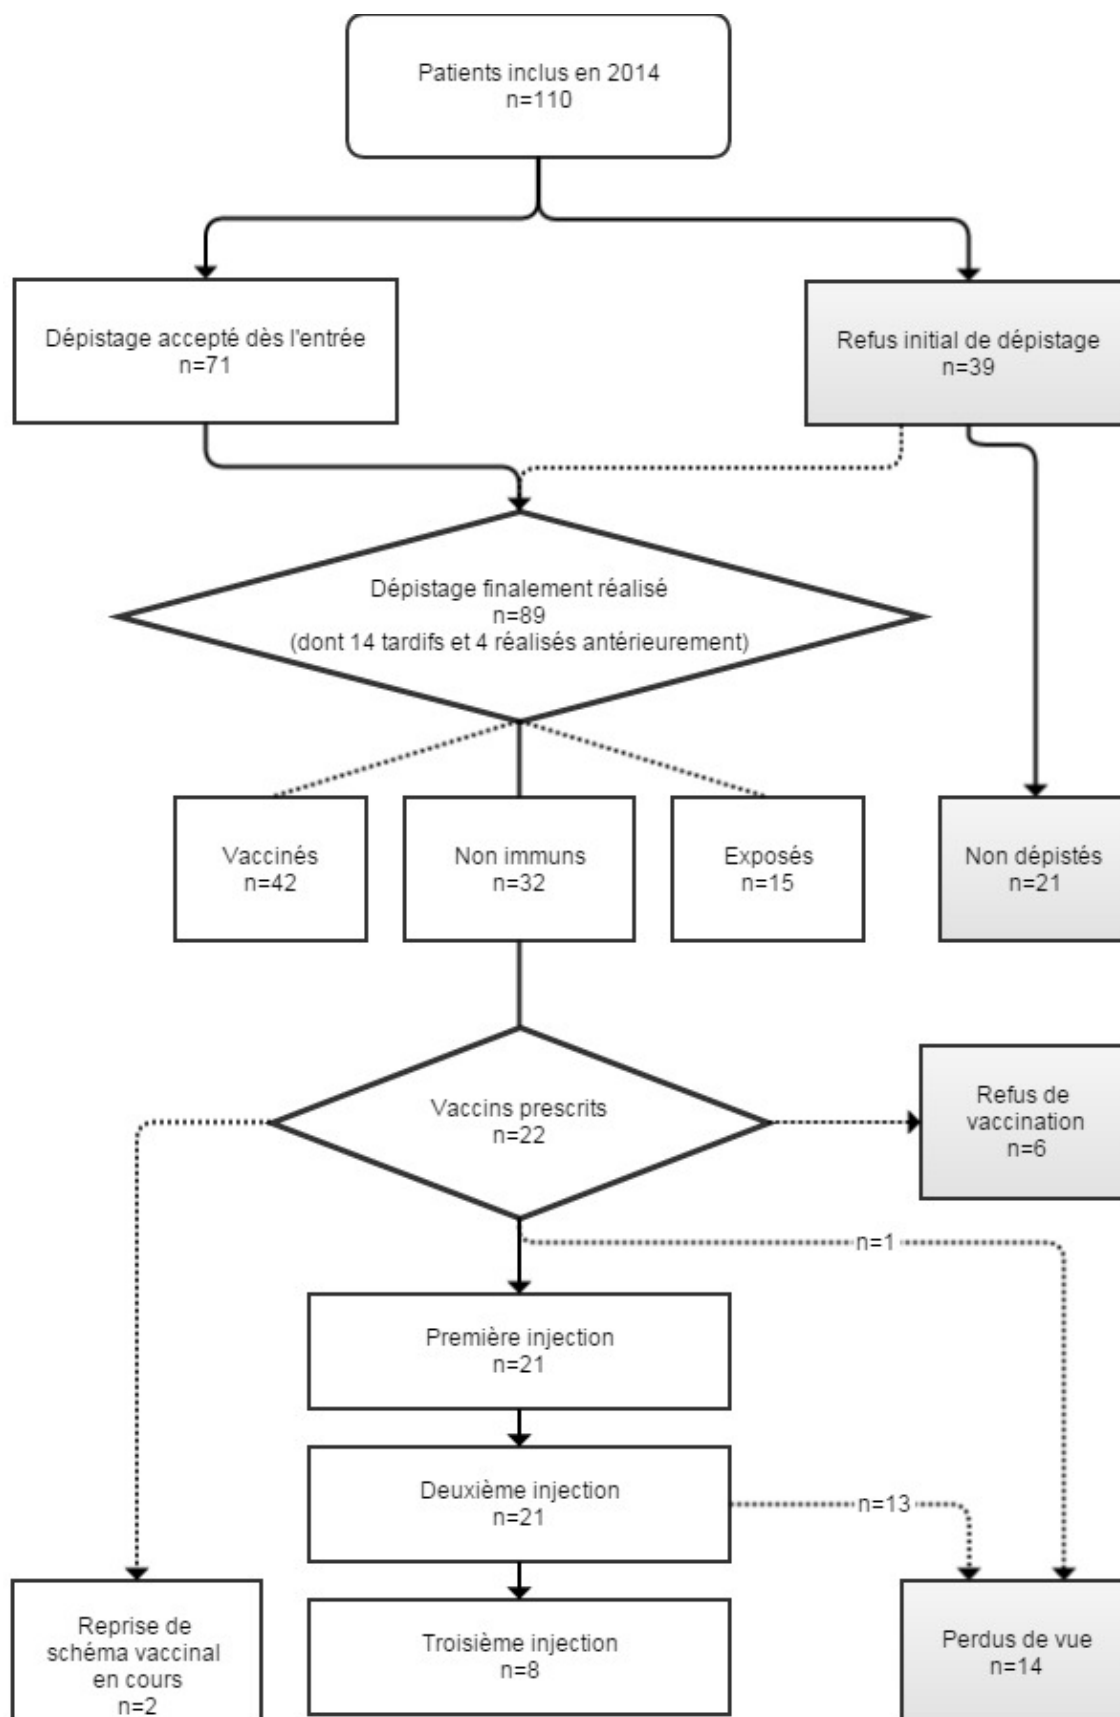 Patients inclus en 2014
n=110
Dépistage accepté dès l'entrée
n=71
Refus initial de dépistage
n=39
Dépistage finalement réalisé
n=89
(dont 14 tardifs et 4 réalisés antérieurement)
Vaccinés
n=42
Non immuns
n=32
Exposés
n=15
Non dépistés
n=21
Vaccins prescrits
n=22
Refus de
vaccination
n=6
n=1
Première injection
n=21
Deuxième injection
n=21
n=13
Reprise de
schéma vaccinal
en cours
n=2
Troisième injection
n=8
Perdus de vue
n=14